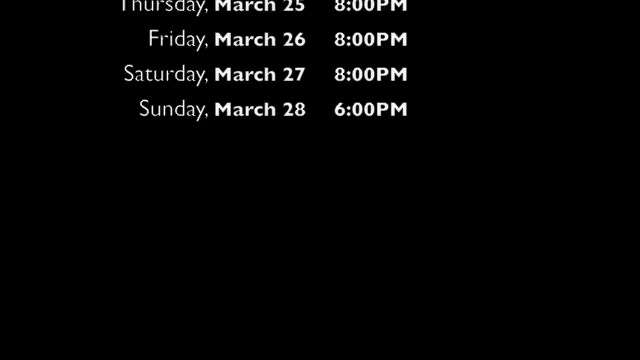 Thursday, March 25 8:00PM
Friday, March 26 8:00PM
Saturday, March 27 8:00PM
Sunday, March 28 6:00PM